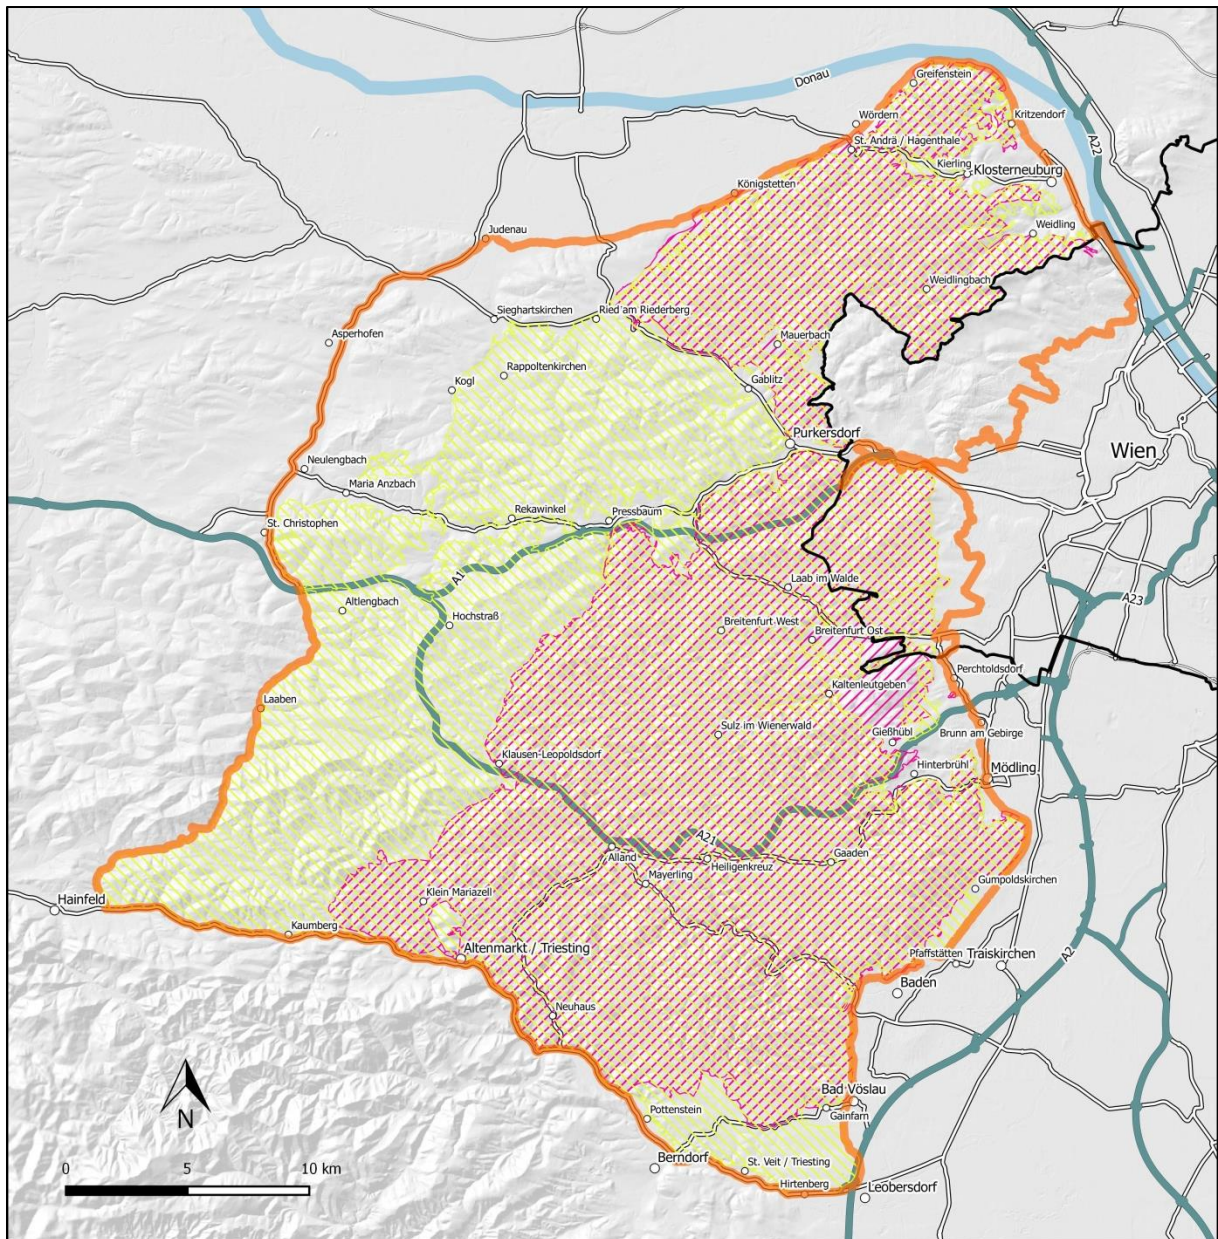 Greifenstein
Donau
Wördern
Kritzendorf
St. Andrä / Hagenthale
A22
Kierling
Klosterneuburg
Königstetten
Judenau
Weidling
Weidlingbach
Sieghartskirchen
Ried am Riederberg
Asperhofen
Mauerbach
Rappoltenkirchen
Kogl
Gablitz
Purkersdorf
Wien
Neulengbach
Maria Anzbach
Rekawinkel
Pressbaum
St. Christophen
A1
Laab im Walde
A23
Altlengbach
Hochstraß
Breitenfurt West
Breitenfurt Ost
Perchtoldsdorf
Kaltenleutgeben
Laaben
Sulz im Wienerwald
Gießhübl
Brunn am Gebirge
Klausen-Leopoldsdorf
Hinterbrühl
Mödling
A21
Alland
Heiligenkreuz
Gaaden
Mayerling
Gumpoldskirchen
Klein Mariazell
Hainfeld
Kaumberg
Altenmarkt / Triesting
Pfaffstätten
Traiskirchen
A2
Baden
Neuhaus
Bad Vöslau
Pottenstein
Gainfarn
N
Berndorf
St. Veit / Triesting
0 5 10 km
Hirtenberg
Leobersdorf